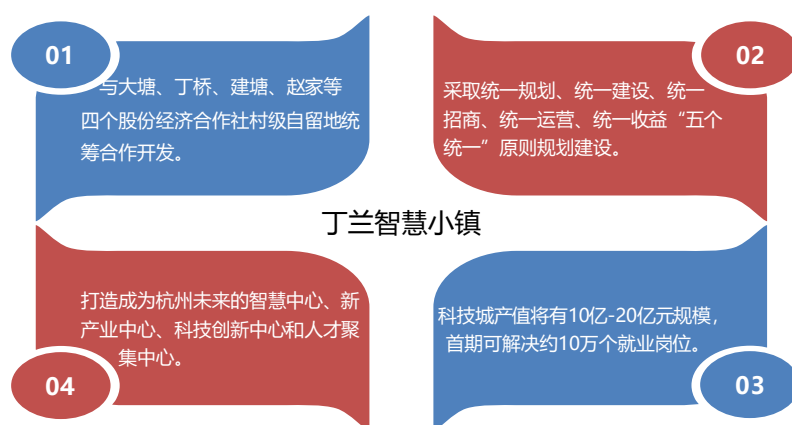 01
与大塘、丁桥、建塘、赵家等
四个股份经济合作社村级自留地统
筹合作开发。
02
采取统一规划、统一建设、统一
招商、统一运营、统一收益“五个
统一”原则规划建设。
丁兰智慧小镇
打造成为杭州未来的智慧中心、新
产业中心、科技创新中心和人才聚
集中心。
04
科技城产值将有10亿-20亿元规模，
首期可解决约10万个就业岗位。
03